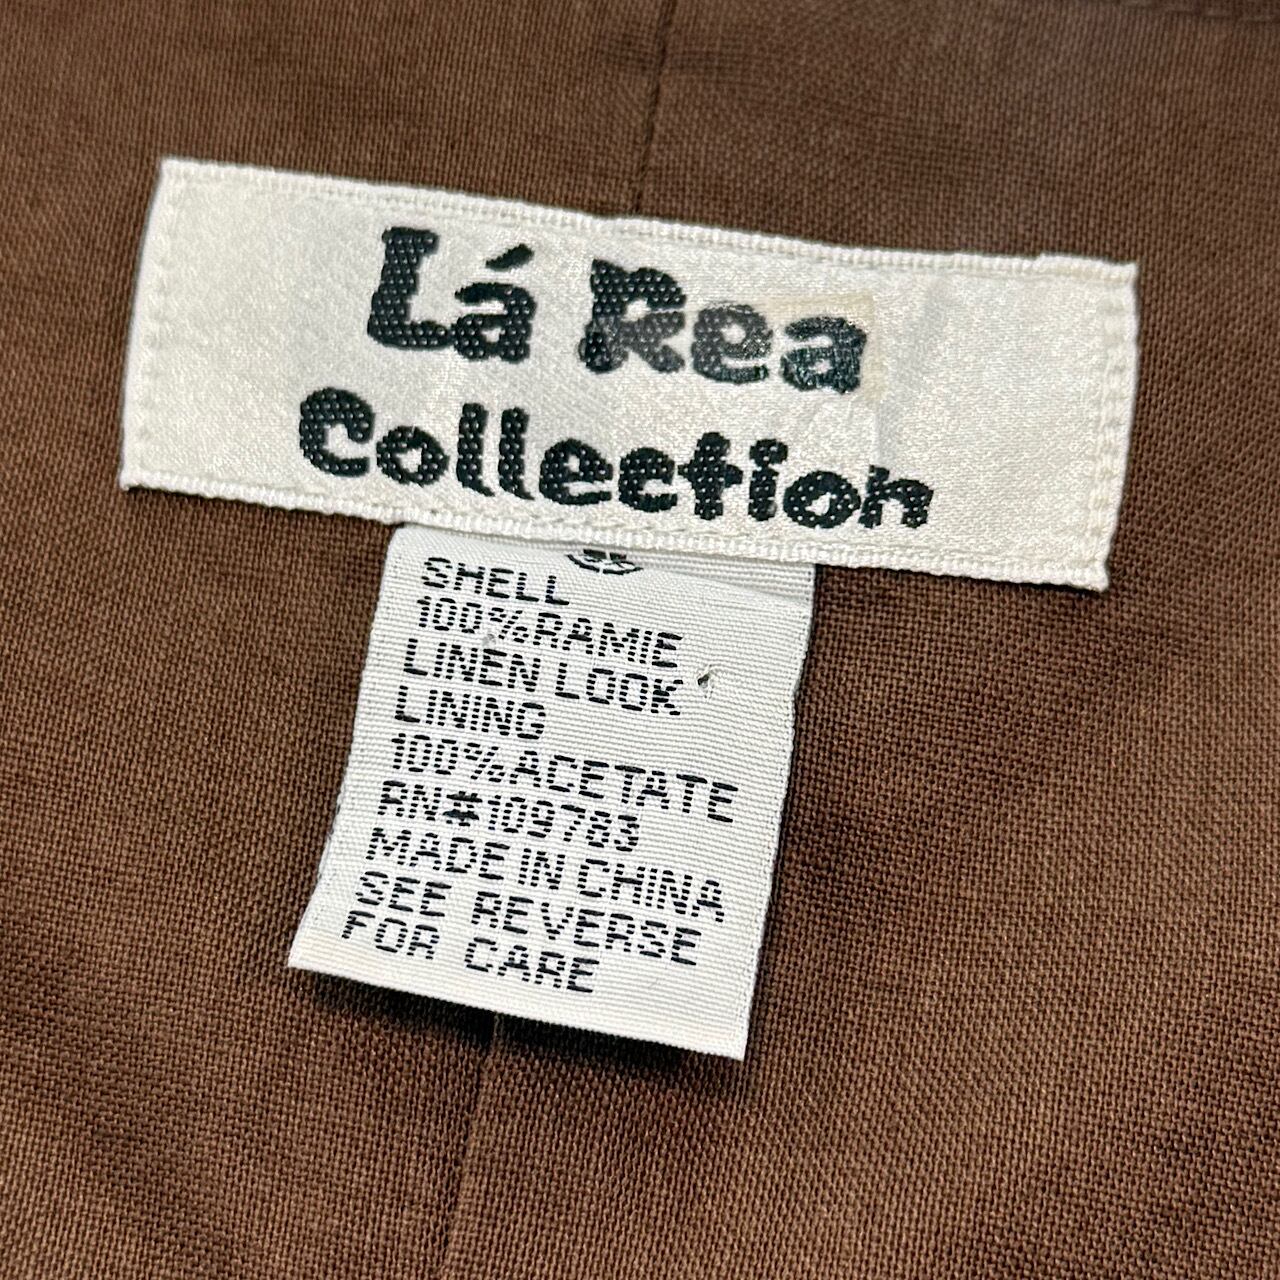 Lá Rea
Collection
SHELL
100%RAMIE
LINEN LOOK
LINING
100%ACETATE
RN#109783
MADE IN CHINA
SEE REVERSE
FOR CARE